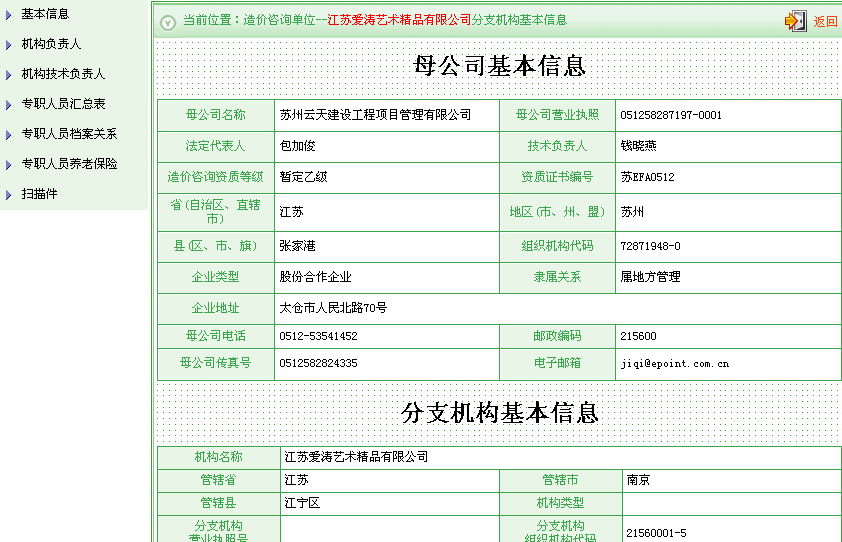 基本信息
机构负责人
机构技术负责人
专职人员汇总表
专职人员档案关系
专职人员养老保险
扫描件
当前位置：造价咨询单位--江苏爱涛艺术精品有限公司分支机构基本信息 返回
母公司基本信息
母公司名称 苏州云天建设工程项目管理有限公司 母公司营业执照 051258287197-0001
法定代表人 包加俊 技术负责人 钱晓燕
造价咨询资质等级 暂定乙级 资质证书编号 苏EFA0512
省(自治区、直辖市) 江苏 地区(市、州、盟) 苏州
县(区、市、旗) 张家港 组织机构代码 72871948-0
企业类型 股份合作企业 隶属关系 属地方管理
企业地址 太仓市人民北路70号
母公司电话 0512-53541452 邮政编码 215600
母公司传真号 0512582824335 电子邮箱 jiqi@epoint.com.cn
分支机构基本信息
机构名称 江苏爱涛艺术精品有限公司
管辖省 江苏 管辖市 南京
管辖县 江宁区 机构类型
分支机构营业执照号 分支机构组织机构代码 21560001-5